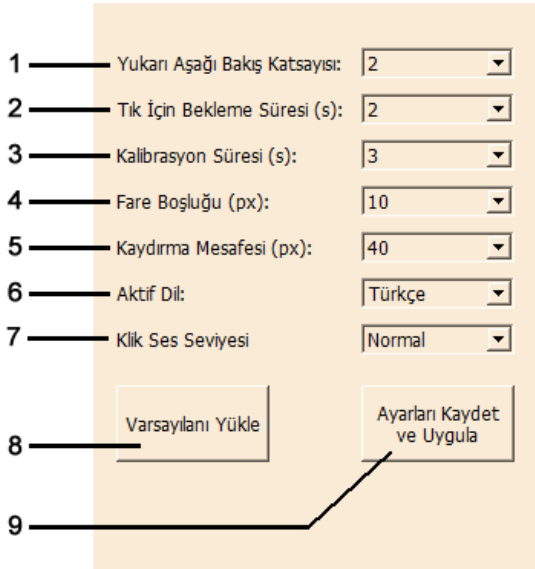 1 Yukarı Aşağı Bakış Katsayısı: 2
2 Tık İçin Bekleme Süresi (s): 2
3 Kalibrasyon Süresi (s): 3
4 Fare Boşluğu (px): 10
5 Kaydırma Mesafesi (px): 40
6 Aktif Dil: Türkçe
7 Klik Ses Seviyesi Normal
8 Varsayılanı Yükle
9 Ayarları Kaydet
ve Uygula